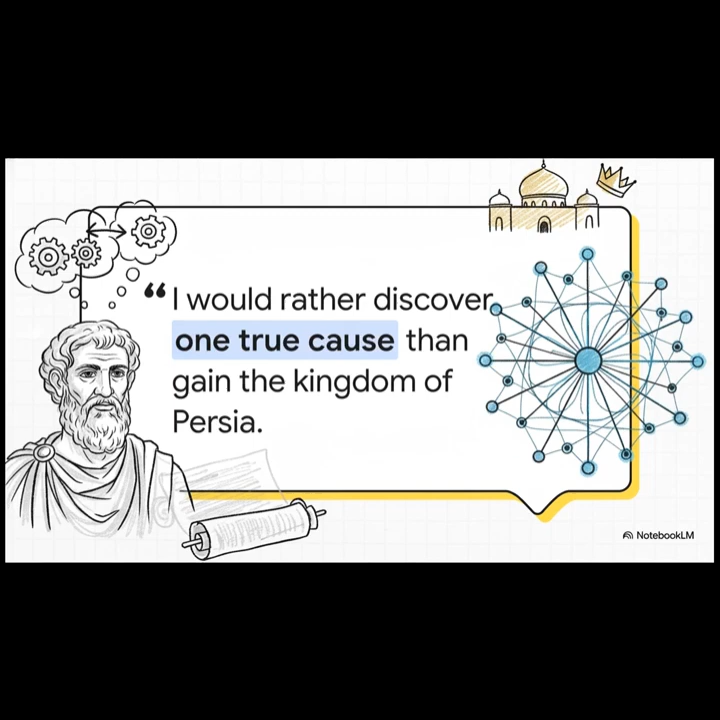 “I would rather discover
one true cause than
gain the kingdom of
Persia.
NotebookLM